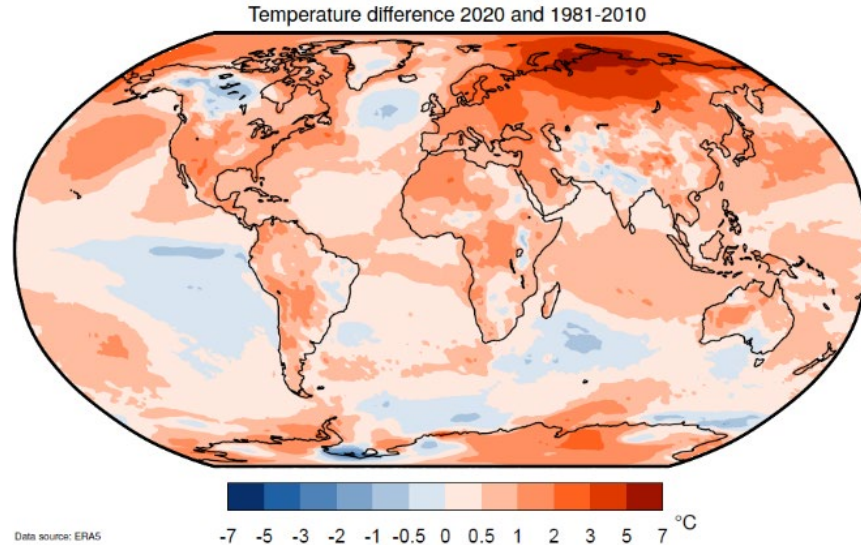 Temperature difference 2020 and 1981-2010
-7 -5 -3 -2 -1 -0.5 0 0.5 1 2 3 5 7 °C
Data source: ERA5